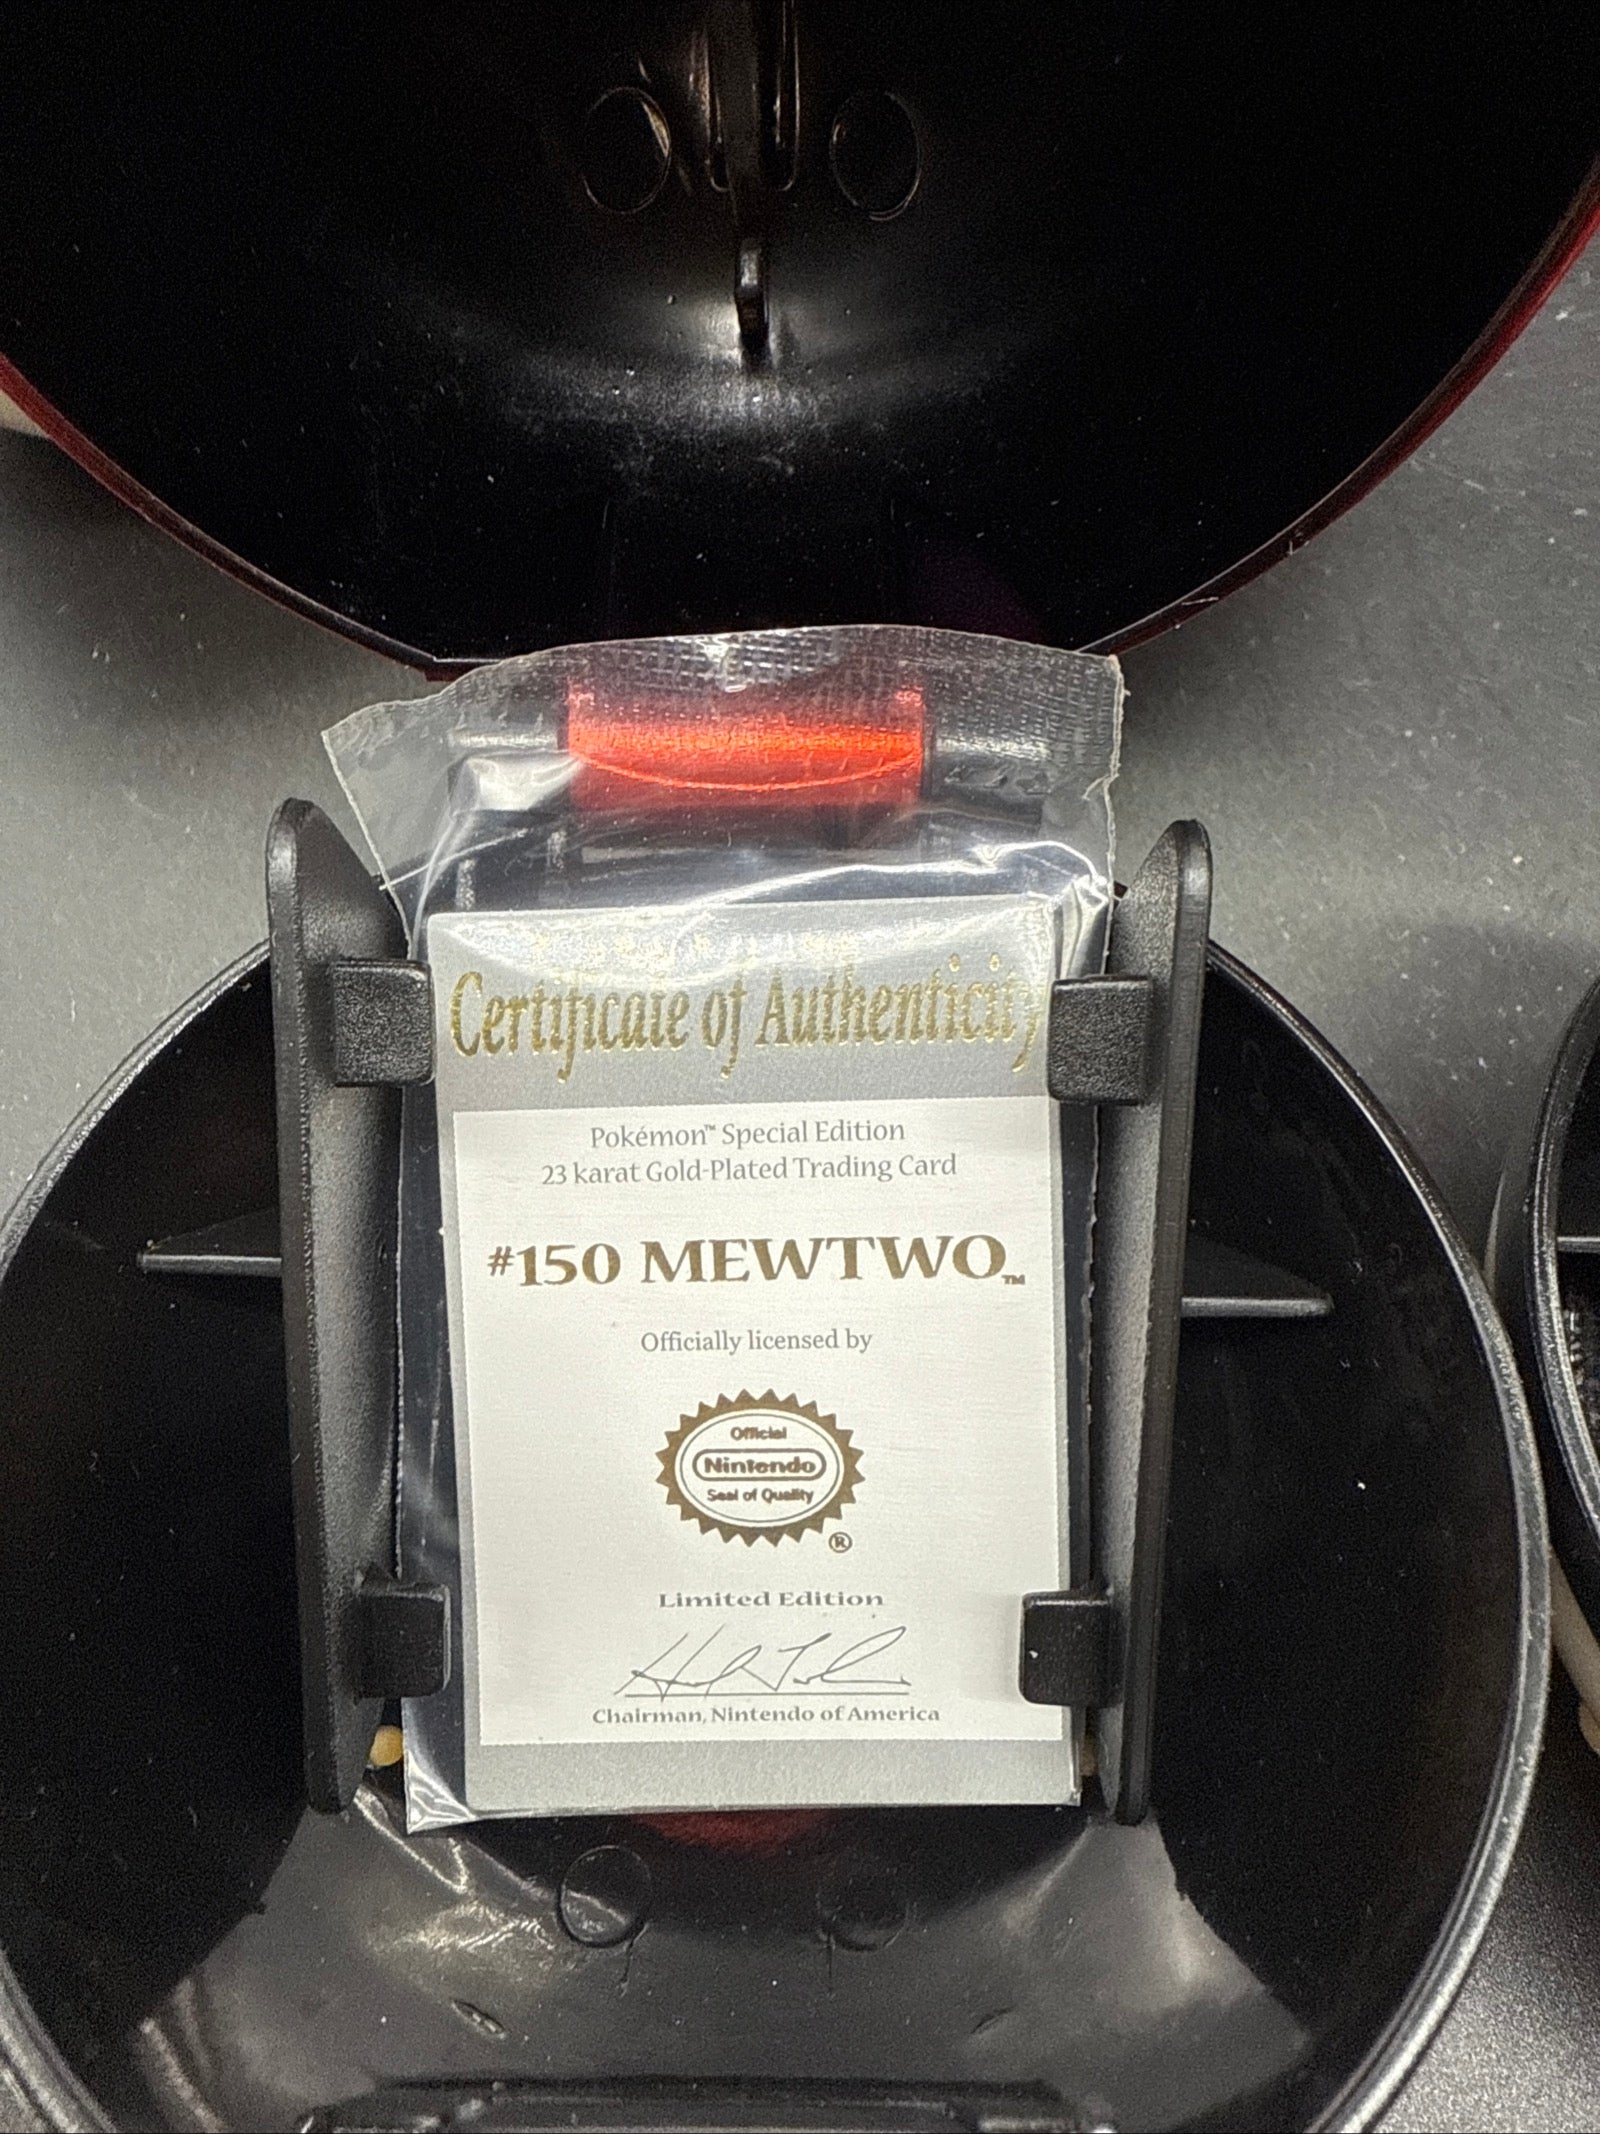 Certificate of Authenticity
Pokémon™ Special Edition
23 karat Gold-Plated Trading Card
#150 MEWTWO™
Officially licensed by
Official
Nintendo
Seal of Quality
®
Limited Edition
Chairman, Nintendo of America